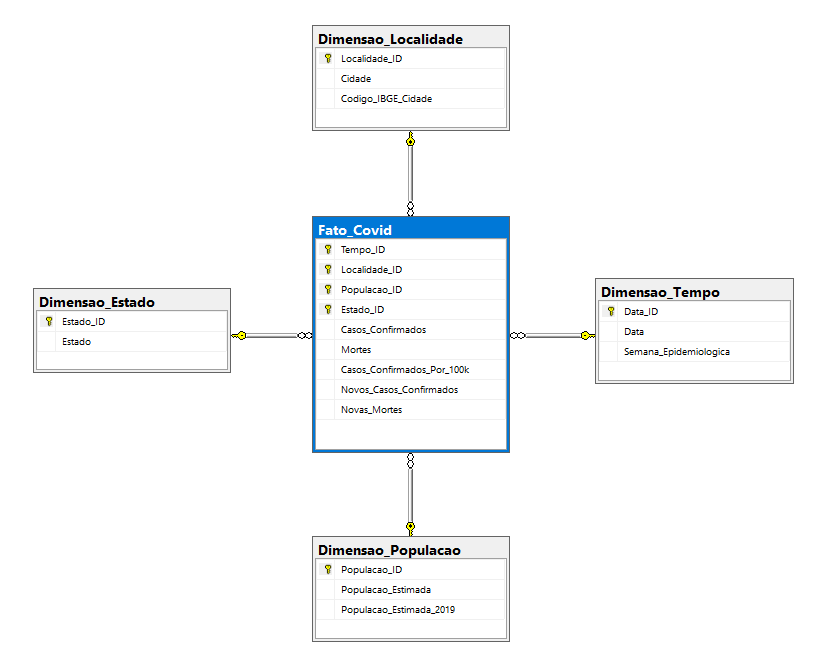 Dimensao_Localidade
Localidade_ID
Cidade
Codigo_IBGE_Cidade
Fato_Covid
Tempo_ID
Localidade_ID
Populacao_ID
Estado_ID
Casos_Confirmados
Mortes
Casos_Confirmados_Por_100k
Novos_Casos_Confirmados
Novas_Mortes
Dimensao_Estado
Estado_ID
Estado
Dimensao_Tempo
Data_ID
Data
Semana_Epidemiologica
Dimensao_Populacao
Populacao_ID
Populacao_Estimada
Populacao_Estimada_2019